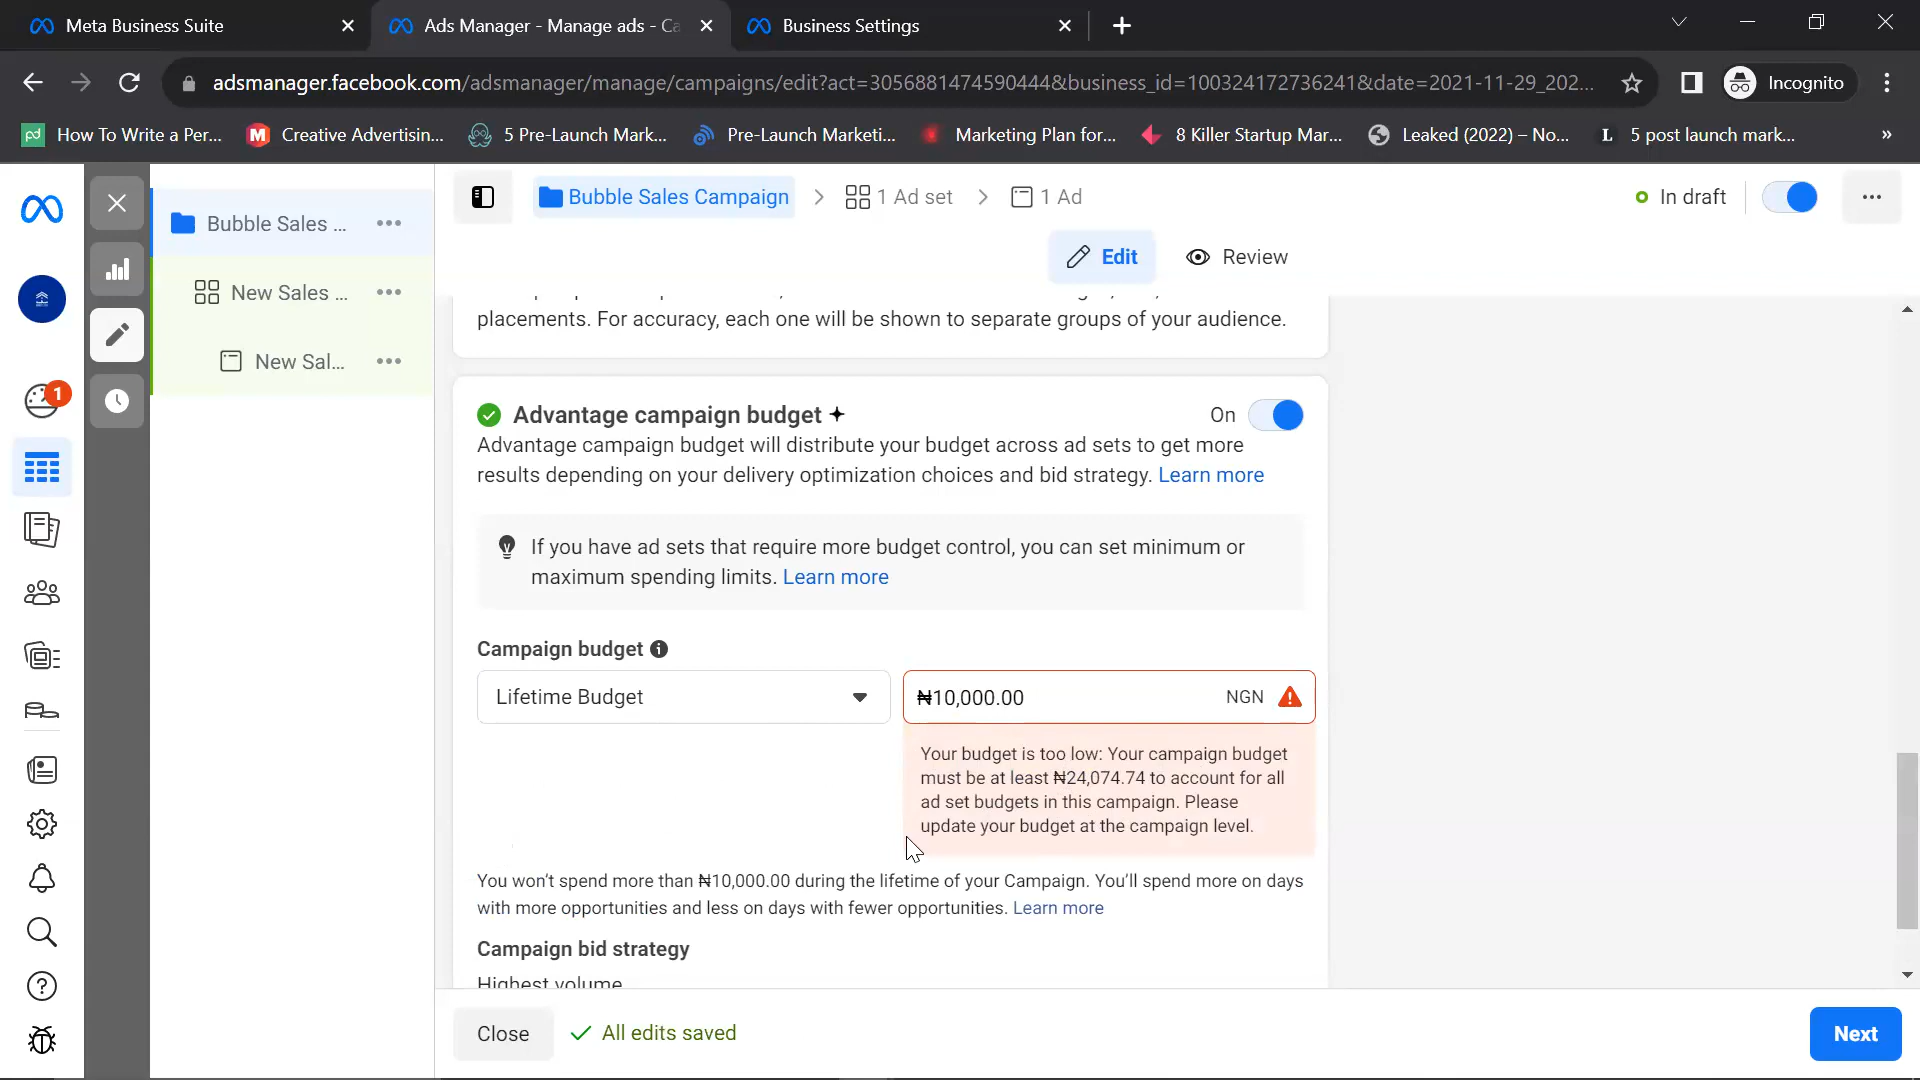 Meta Business Suite
Ads Manager - Manage ads - Ca
Business Settings
adsmanager.facebook.com/adsmanager/manage/campaigns/edit?act=3056881474590444&business_id=100324172736241&date=2021-11-29_202...
Incognito
pd How To Write a Per...
M Creative Advertisin...
5 Pre-Launch Mark...
Pre-Launch Marketi...
Marketing Plan for...
8 Killer Startup Mar...
Leaked (2022) – No...
L 5 post launch mark...
»
Bubble Sales ...
New Sales ...
New Sal...
1
Bubble Sales Campaign
1 Ad set
1 Ad
In draft
Edit
Review
placements. For accuracy, each one will be shown to separate groups of your audience.
Advantage campaign budget
On
Advantage campaign budget will distribute your budget across ad sets to get more
results depending on your delivery optimization choices and bid strategy. Learn more
If you have ad sets that require more budget control, you can set minimum or
maximum spending limits. Learn more
Campaign budget
Lifetime Budget
₦10,000.00
NGN
Your budget is too low: Your campaign budget
must be at least ₦24,074.74 to account for all
ad set budgets in this campaign. Please
update your budget at the campaign level.
You won't spend more than ₦10,000.00 during the lifetime of your Campaign. You'll spend more on days
with more opportunities and less on days with fewer opportunities. Learn more
Campaign bid strategy
Highest volume
Close
All edits saved
Next